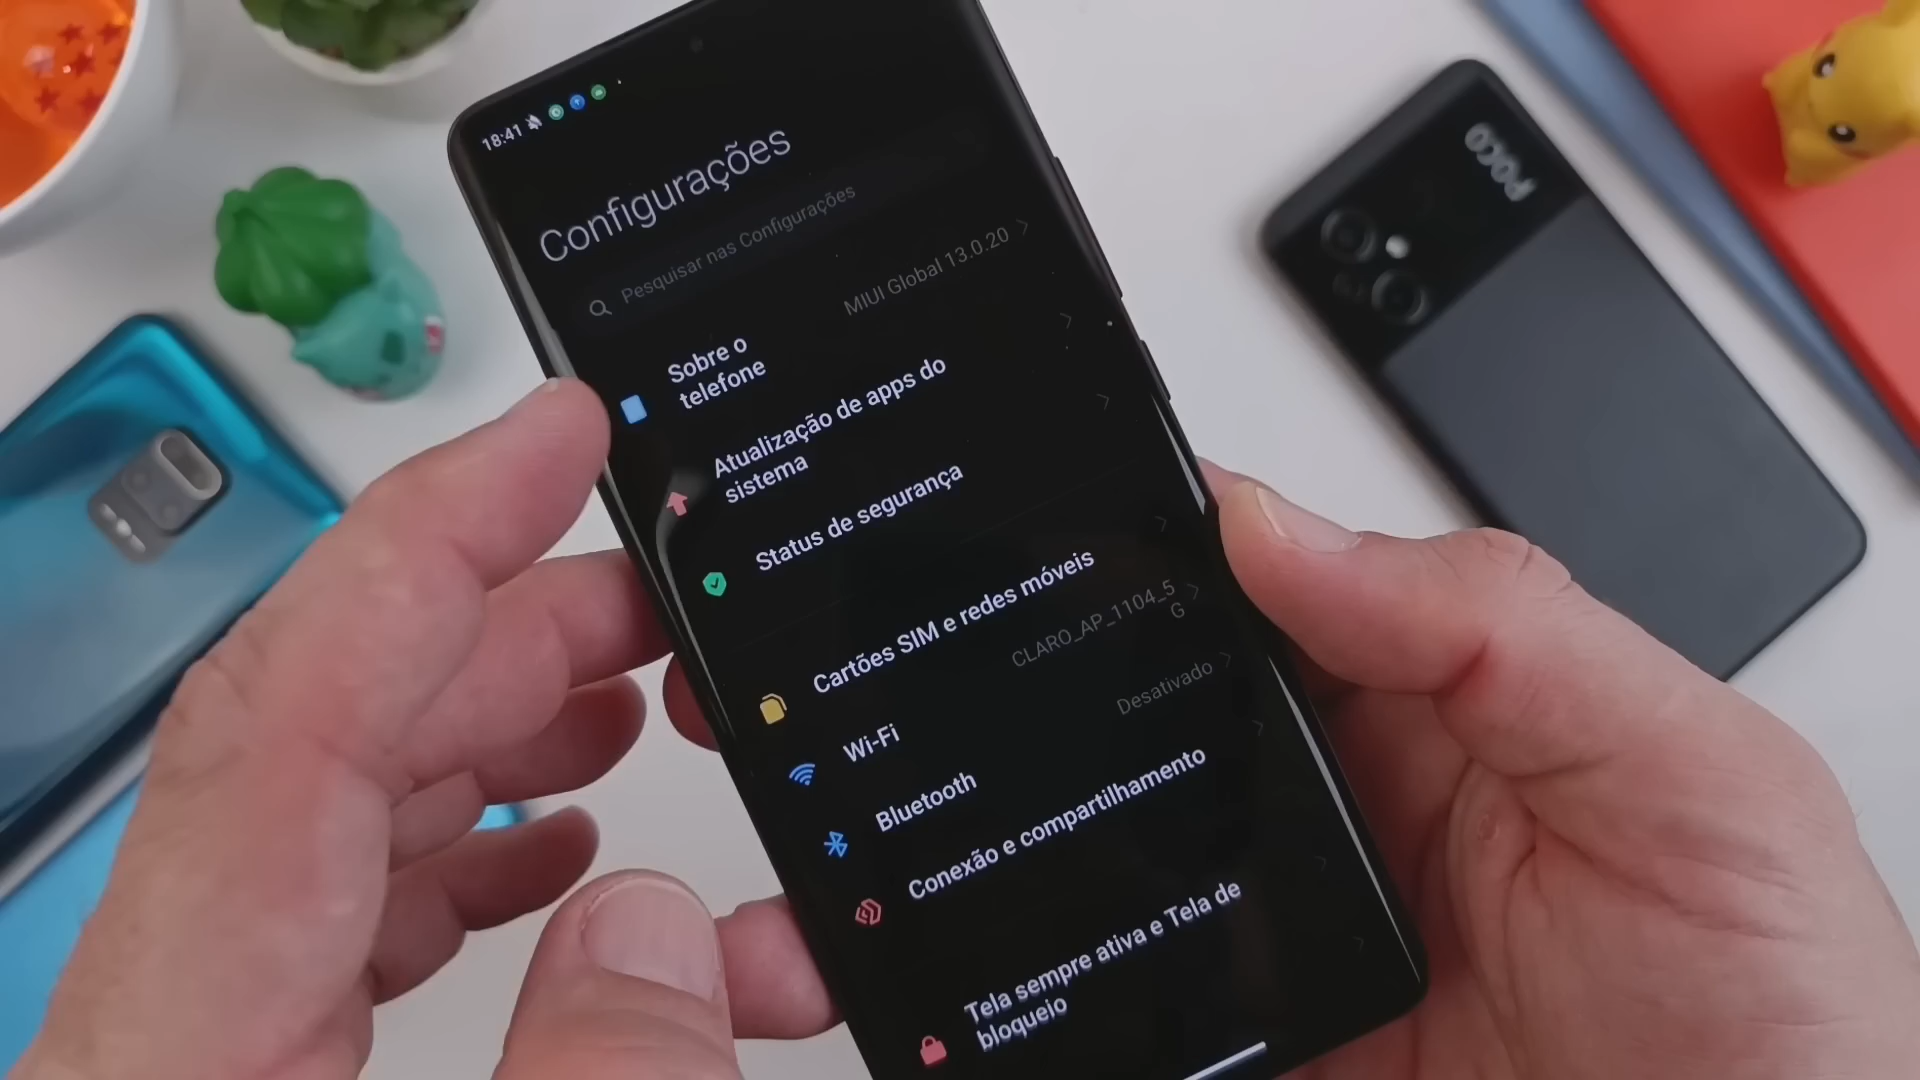 18:41
Configurações
Pesquisar nas Configurações
Sobre o
telefone
MIUI Global 13.0.20
Atualização de apps do
sistema
Status de segurança
Cartões SIM e redes móveis
Wi-Fi
CLARO_AP_1104_5
G
Bluetooth
Desativado
Conexão e compartilhamento
Tela sempre ativa e Tela de
bloqueio
POCO